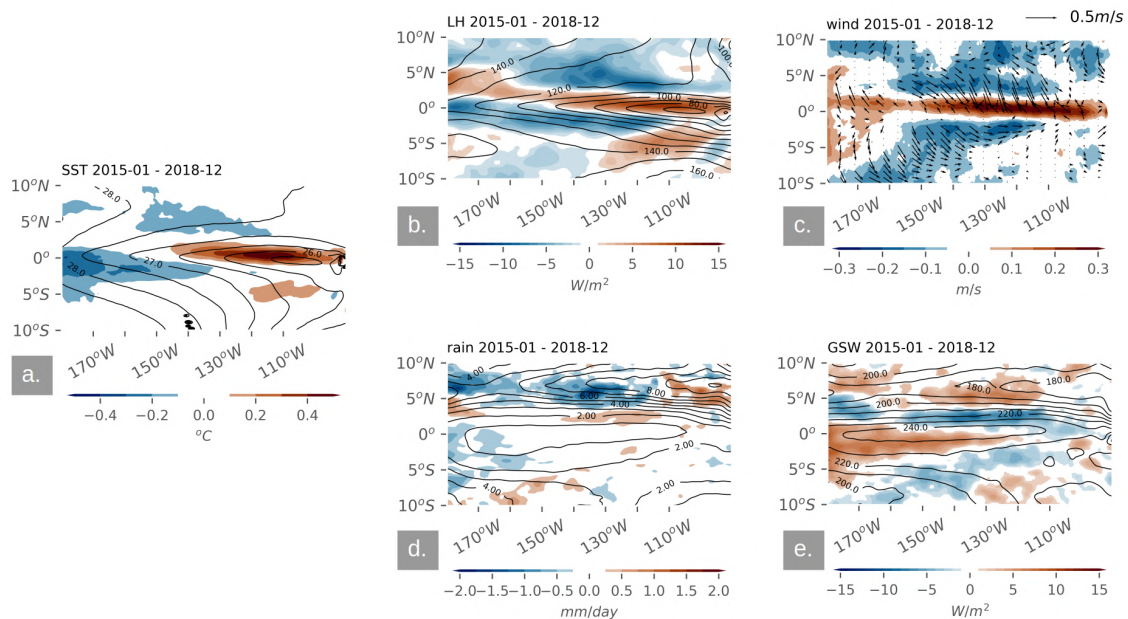 SST 2015-01 - 2018-12
10°N
5°N
0°
5°S
10°S
28.0
28.0
27.0
26.0
170°W
150°W
130°W
110°W
a.
−0.4
−0.2
0.0
0.2
0.4
°C
LH 2015-01 - 2018-12
10°N
5°N
0°
5°S
10°S
140.0
120.0
100.0
100.0
80.0
140.0
160.0
170°W
150°W
130°W
110°W
b.
−15
−10
−5
0
5
10
15
W/m²
wind 2015-01 - 2018-12
0.5m/s
10°N
5°N
0°
5°S
10°S
170°W
150°W
130°W
110°W
c.
−0.3
−0.2
−0.1
0.0
0.1
0.2
0.3
m/s
rain 2015-01 - 2018-12
10°N
5°N
0°
5°S
10°S
4.00
6.00
8.00
4.00
2.00
2.00
4.00
2.00
170°W
150°W
130°W
110°W
d.
−2.0
−1.5
−1.0
−0.5
0.0
0.5
1.0
1.5
2.0
mm/day
GSW 2015-01 - 2018-12
10°N
5°N
0°
5°S
10°S
200.0
180.0
180.0
200.0
220.0
240.0
220.0
200.0
170°W
150°W
130°W
110°W
e.
−15
−10
−5
0
5
10
15
W/m²